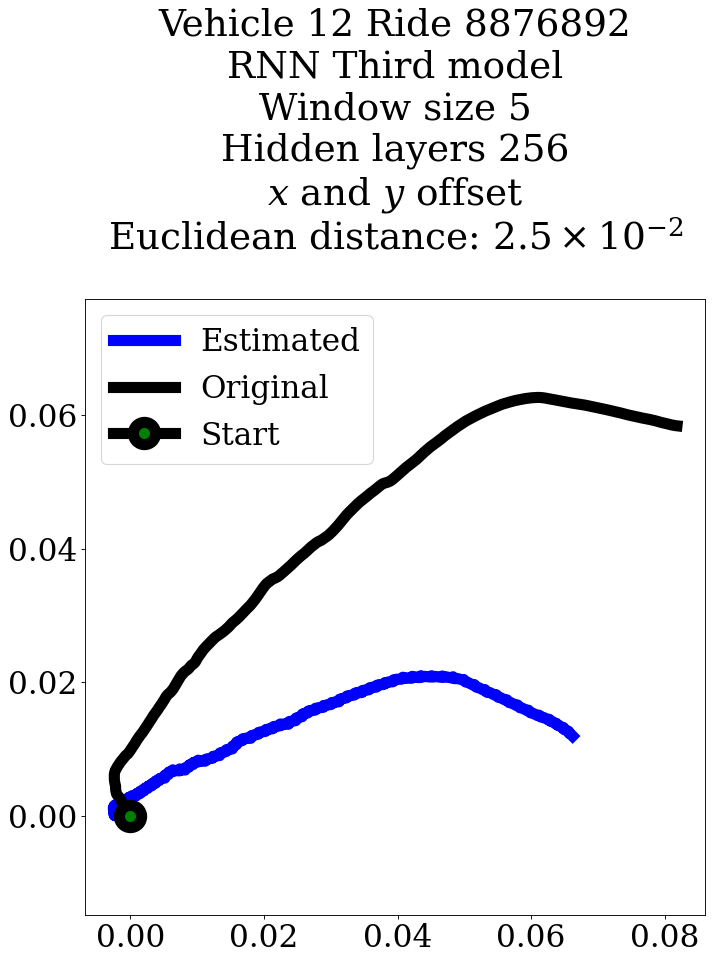 Vehicle 12 Ride 8876892
RNN Third model
Window size 5
Hidden layers 256
x and y offset
Euclidean distance: 2.5 × 10⁻²
Estimated
Original
Start
0.06
0.04
0.02
0.00
0.00 0.02 0.04 0.06 0.08